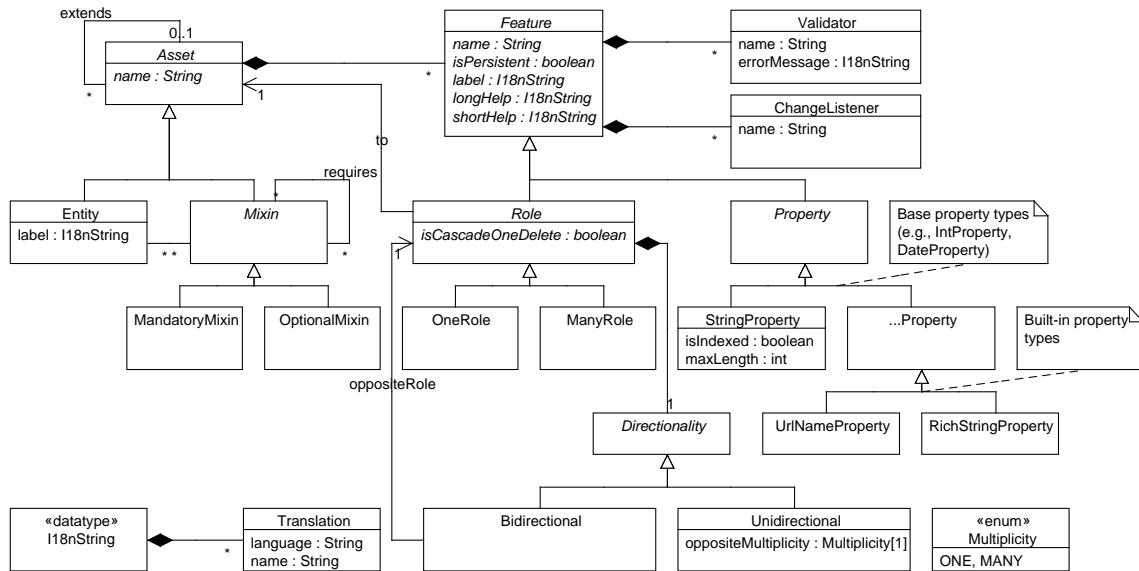 extends
0..1
Asset
name : String
*
1
*
Feature
name : String
isPersistent : boolean
label : I18nString
longHelp : I18nString
shortHelp : I18nString
Validator
name : String
errorMessage : I18nString
*
ChangeListener
name : String
*
to
requires
*
*
Entity
label : I18nString
* *
Mixin
Role
isCascadeOneDelete : boolean
1
Property
Base property types
(e.g., IntProperty,
DateProperty)
MandatoryMixin
OptionalMixin
OneRole
ManyRole
StringProperty
isIndexed : boolean
maxLength : int
...Property
Built-in property
types
oppositeRole
1
Directionality
UrlNameProperty
RichStringProperty
«datatype»
I18nString
*
Translation
language : String
name : String
Bidirectional
Unidirectional
oppositeMultiplicity : Multiplicity[1]
«enum»
Multiplicity
ONE, MANY